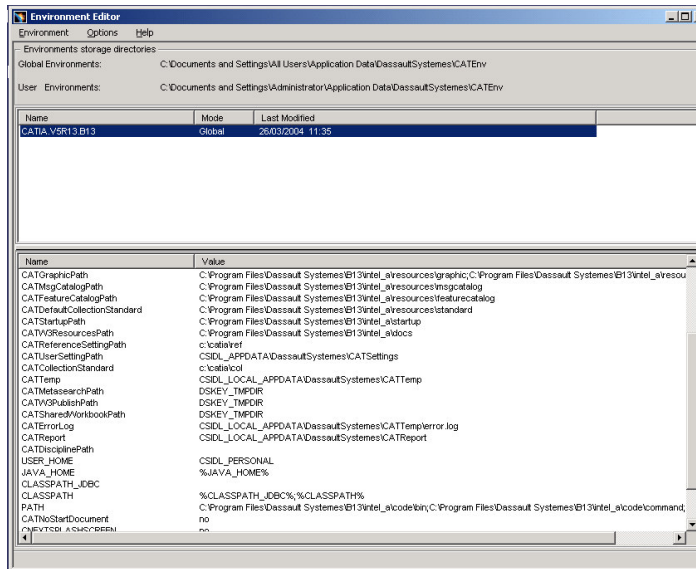 Environment Editor
Environment Options Help
Environments storage directories
Global Environments: C:\Documents and Settings\All Users\Application Data\DassaultSystemes\CATEnv
User Environments: C:\Documents and Settings\Administrator\Application Data\DassaultSystemes\CATEnv
Name Mode Last Modified
CATIA.V5R13.B13 Global 26/03/2004 11:35
Name Value
CATGraphicPath C:\Program Files\Dassault Systemes\B13\intel_a\resources\graphic;C:\Program Files\Dassault Systemes\B13\intel_a\resou
CATMsgCatalogPath C:\Program Files\Dassault Systemes\B13\intel_a\resources\msgcatalog
CATFeatureCatalogPath C:\Program Files\Dassault Systemes\B13\intel_a\resources\featurecatalog
CATDefaultCollectionStandard C:\Program Files\Dassault Systemes\B13\intel_a\resources\standard
CATStartupPath C:\Program Files\Dassault Systemes\B13\intel_a\startup
CATW3ResourcesPath C:\Program Files\Dassault Systemes\B13\intel_a\docs
CATReferenceSettingPath c:\catia\ref
CATUserSettingPath CSIDL_APPDATA\DassaultSystemes\CATSettings
CATCollectionStandard c:\catia\col
CATTemp CSIDL_LOCAL_APPDATA\DassaultSystemes\CATTemp
CATMetasearchPath DSKEY_TMPDIR
CATW3PublishPath DSKEY_TMPDIR
CATSharedWorkbookPath DSKEY_TMPDIR
CATErrorLog CSIDL_LOCAL_APPDATA\DassaultSystemes\CATTemp\error.log
CATReport CSIDL_LOCAL_APPDATA\DassaultSystemes\CATReport
CATDisciplinePath
USER_HOME CSIDL_PERSONAL
JAVA_HOME %JAVA_HOME%
CLASSPATH_JDBC
CLASSPATH %CLASSPATH_JDBC%;%CLASSPATH%
PATH C:\Program Files\Dassault Systemes\B13\intel_a\code\bin;C:\Program Files\Dassault Systemes\B13\intel_a\code\command;
CATNoStartDocument no
CNEXTSPLASHSCREEN no